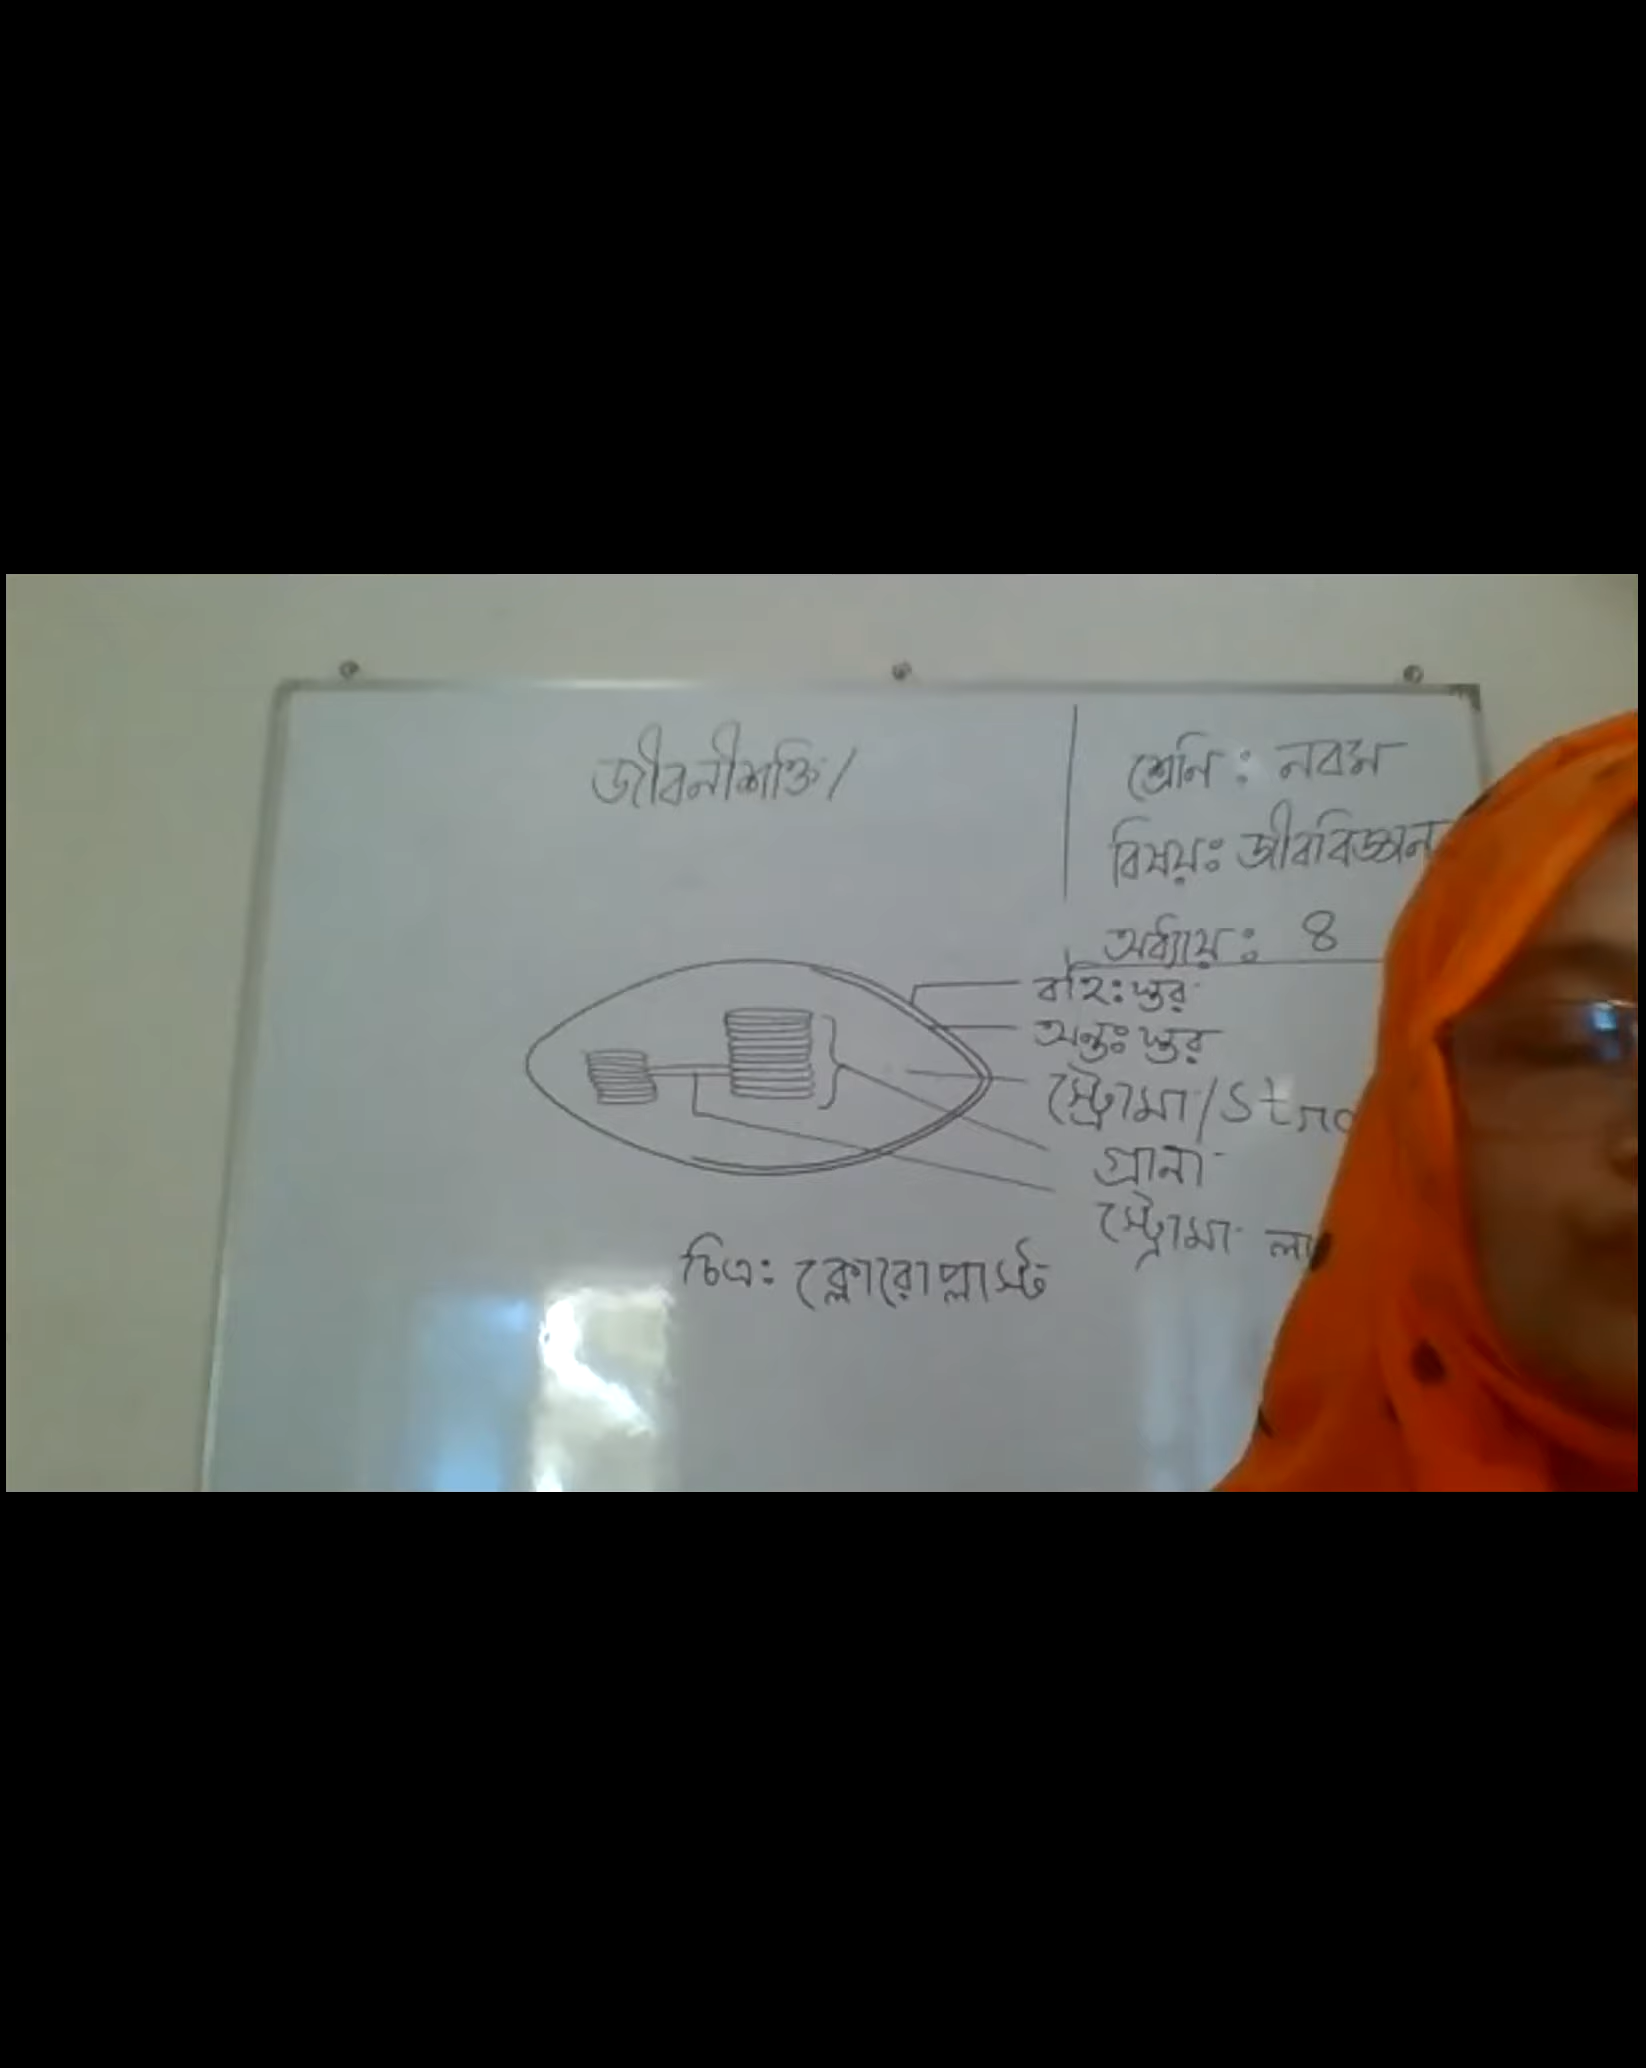 জীবনীশক্তি/
শ্রেনি : নবম
বিষয়ঃ জীববিজ্ঞান
অধ্যায়ঃ ৪
বহিঃস্তর
অন্তঃস্তর
স্ট্রোমা/Stro
গ্রানা
স্ট্রোমা
চিত্র: ক্লোরোপ্লাস্ট